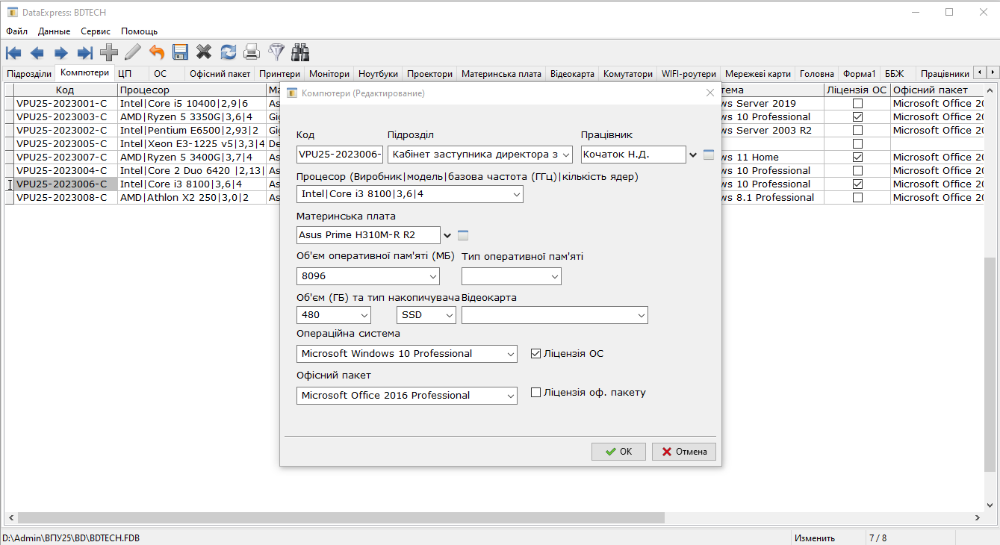 DataExpress: BDTECH
Файл Данные Сервис Помощь
Підрозділи Компютери ЦП ОС Офісний пакет Принтери Монітори Ноутбуки Проектори Материнська плата Відеокарта Комутатори WIFI-роутери Мережеві карти Головна Форма1 ББЖ Працівники
Код Процесор Ма тема Ліцензія ОС Офісний пакет
VPU25-2023001-C Intel|Core i5 10400|2,9|6 As ws Server 2019 Microsoft Office 20
VPU25-2023003-C AMD|Ryzen 5 3350G|3,6|4 Gig ws 10 Professional Microsoft Office 20
VPU25-2023002-C Intel|Pentium E6500|2,93|2 Gig ws Server 2003 R2 Microsoft Office 20
VPU25-2023005-C Intel|Xeon E3-1225 v5|3,3|4 De
VPU25-2023007-C AMD|Ryzen 5 3400G|3,7|4 As ws 11 Home Microsoft Office 20
VPU25-2023004-C Intel|Core 2 Duo 6420 |2,13| As ws 10 Professional Microsoft Office 20
VPU25-2023006-C Intel|Core i3 8100|3,6|4 As ws 10 Professional Microsoft Office 20
VPU25-2023008-C AMD|Athlon X2 250|3,0|2 As ws 8.1 Professional Microsoft Office 20
Компютери (Редактирование)
Код Підрозділ Працівник
VPU25-2023006- Кабінет заступника директора з Кочаток Н.Д.
Процесор (Виробник|модель|базова частота (ГГц)|кількість ядер)
Intel|Core i3 8100|3,6|4
Материнська плата
Asus Prime H310M-R R2
Об'єм оперативної пам'яті (МБ) Тип оперативної пам'яті
8096
Об'єм (ГБ) та тип накопичувача Відеокарта
480 SSD
Операційна система
Microsoft Windows 10 Professional Ліцензія ОС
Офісний пакет
Microsoft Office 2016 Professional Ліцензія оф. пакету
ОК Отмена
D:\Admin\ВПУ25\BD\BDTECH.FDB Изменить 7 / 8